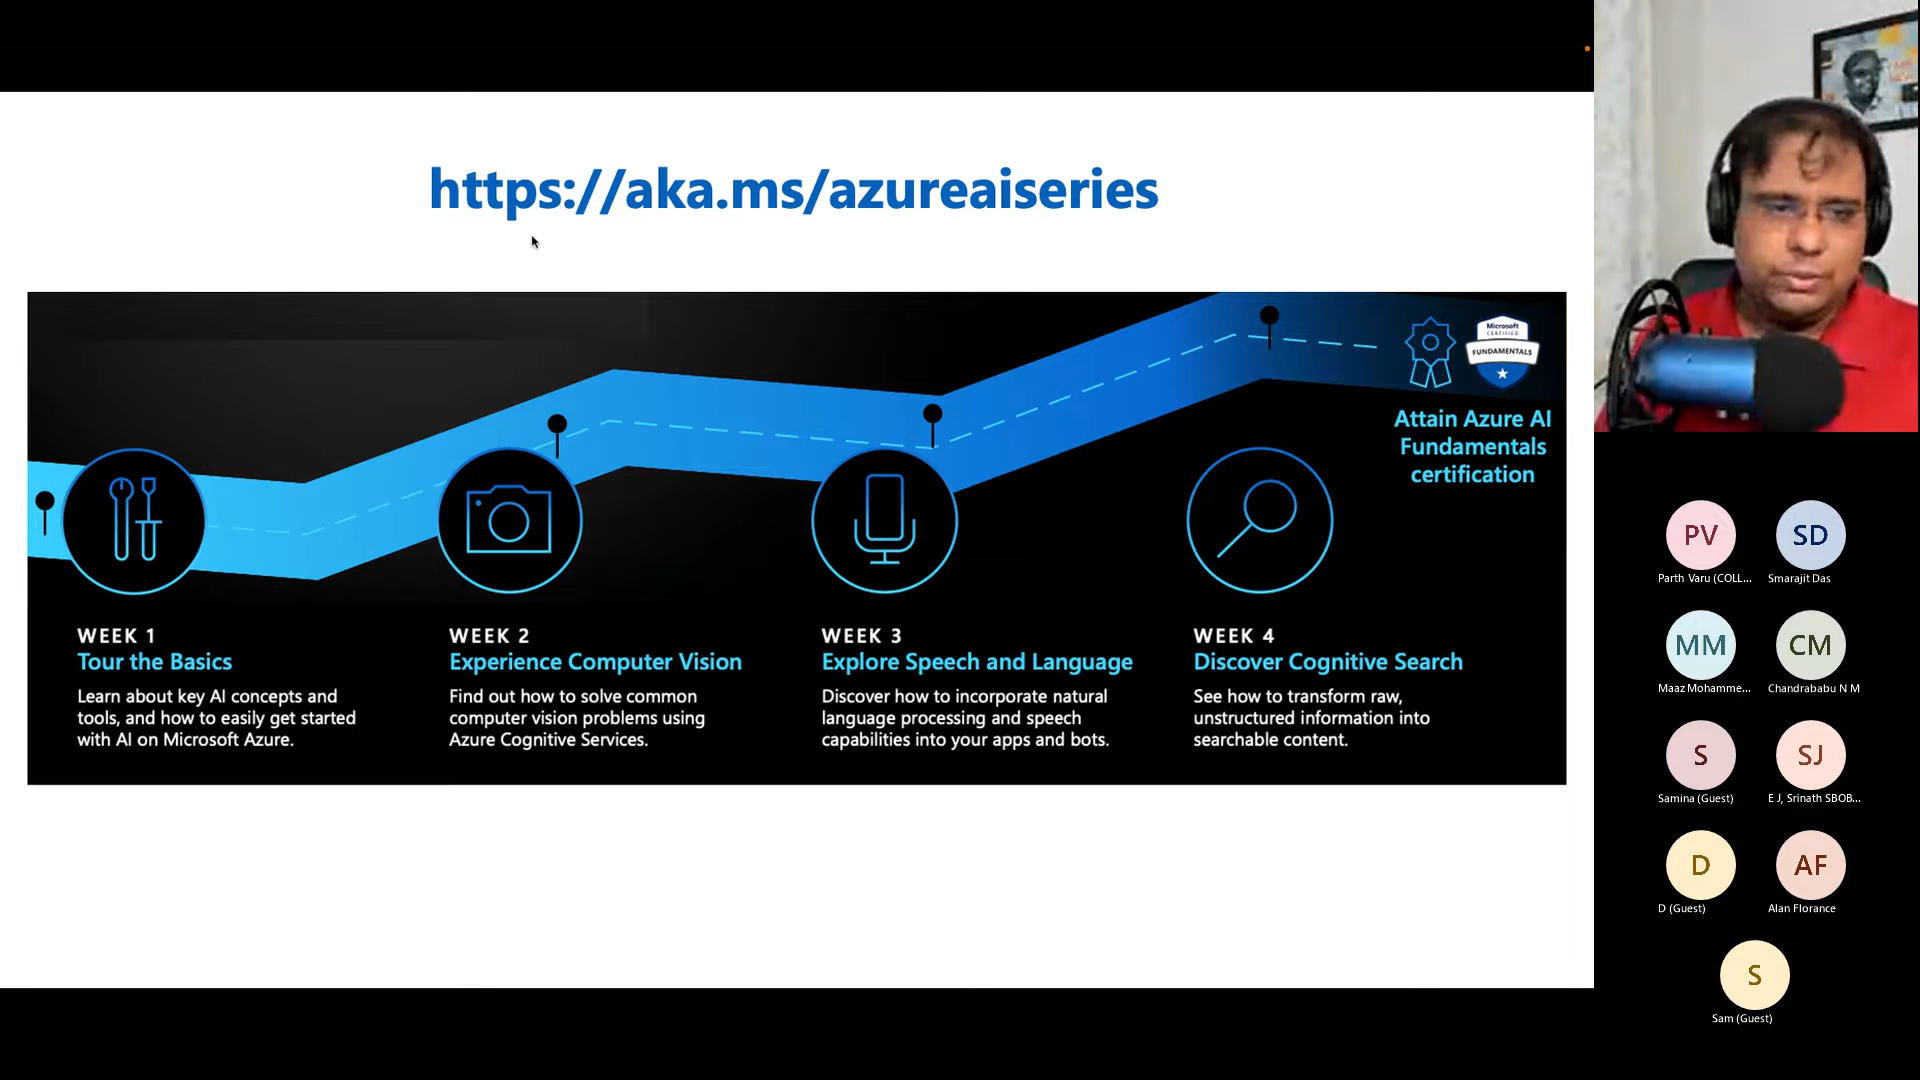 https://aka.ms/azureaiseries
Microsoft
CERTIFIED
FUNDAMENTALS
Attain Azure AI
Fundamentals
certification
WEEK 1
Tour the Basics
Learn about key AI concepts and
tools, and how to easily get started
with AI on Microsoft Azure.
WEEK 2
Experience Computer Vision
Find out how to solve common
computer vision problems using
Azure Cognitive Services.
WEEK 3
Explore Speech and Language
Discover how to incorporate natural
language processing and speech
capabilities into your apps and bots.
WEEK 4
Discover Cognitive Search
See how to transform raw,
unstructured information into
searchable content.
PV
Parth Varu (COLL...
SD
Smarajit Das
MM
Maaz Mohamme...
CM
Chandrababu N M
S
Samina (Guest)
SJ
E J, Srinath SBOB...
D
D (Guest)
AF
Alan Florance
S
Sam (Guest)